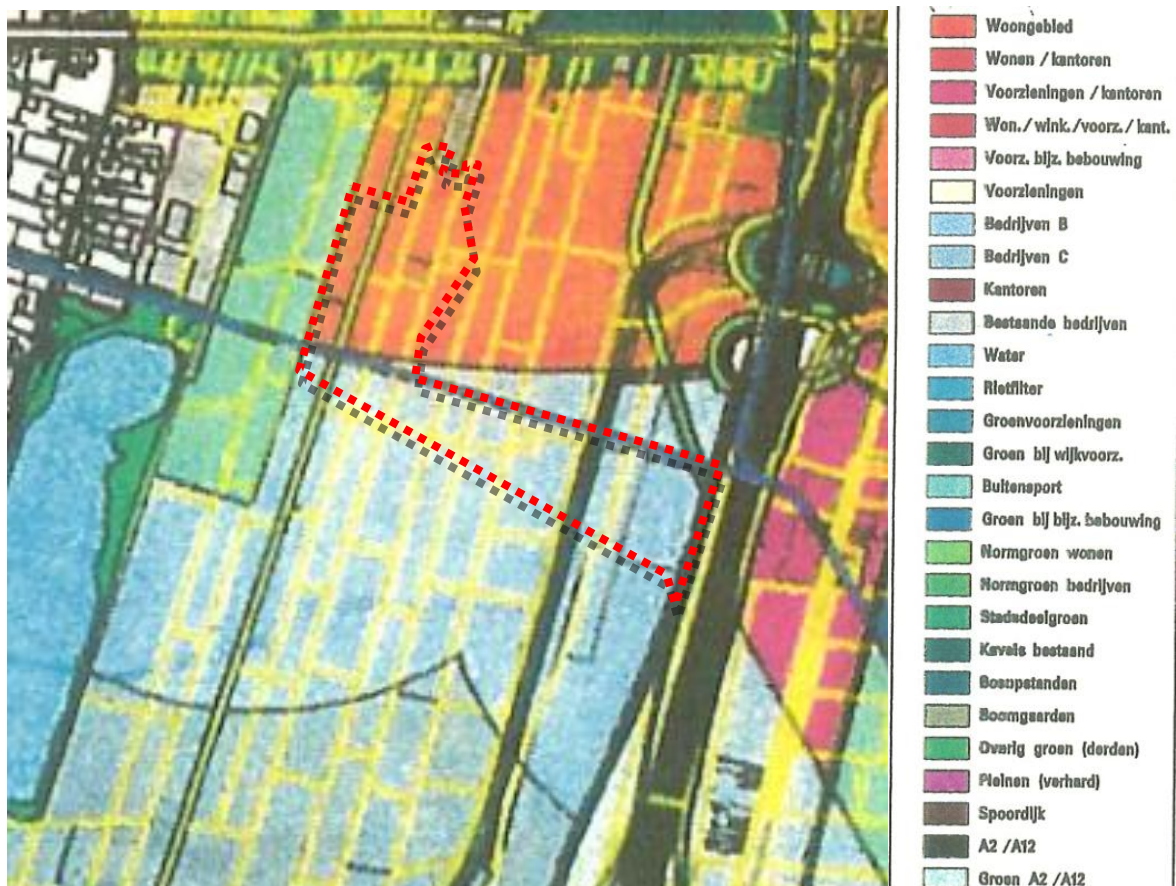 Woongebied
Wonen / kantoren
Voorzieningen / kantoren
Won./ wink./voorz./ kant.
Voorz. bijz. bebouwing
Voorzieningen
Bedrijven B
Bedrijven C
Kantoren
Bestaande bedrijven
Water
Rietfilter
Groenvoorzieningen
Groen bij wijkvoorz.
Buitensport
Groen bij bijz. bebouwing
Normgroen wonen
Normgroen bedrijven
Stadsdeelgroen
Kavels bestaand
Bosopstanden
Boomgaarden
Overig groen (derden)
Pleinen (verhard)
Spoordijk
A2 /A12
Groen A2 /A12